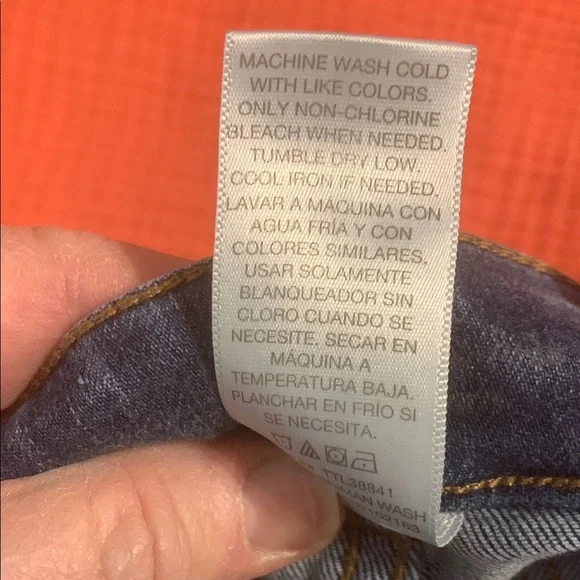 MACHINE WASH COLD
WITH LIKE COLORS.
ONLY NON-CHLORINE
BLEACH WHEN NEEDED.
TUMBLE DRY LOW.
COOL IRON IF NEEDED.
LAVAR A MÁQUINA CON
AGUA FRÍA Y CON
COLORES SIMILARES.
USAR SOLAMENTE
BLANQUEADOR SIN
CLORO CUANDO SE
NECESITE. SECAR EN
MÁQUINA A
TEMPERATURA BAJA.
PLANCHAR EN FRÍO SI
SE NECESITA.
TTL38841
WASH